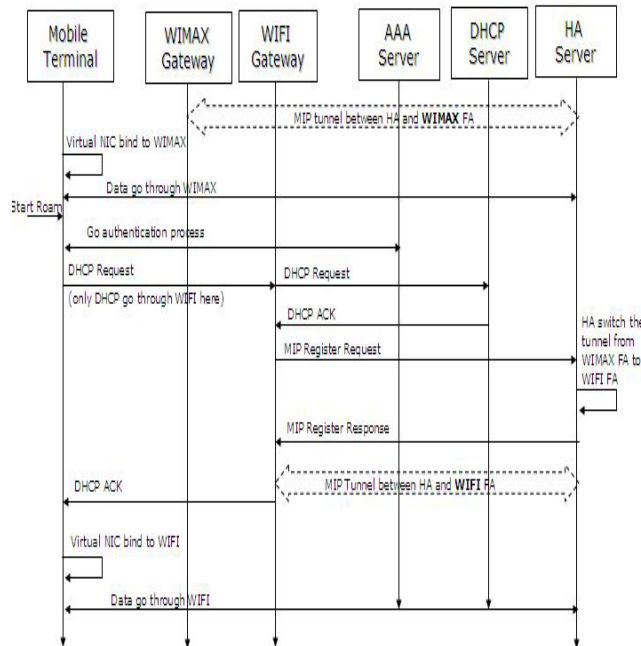 Mobile
Terminal
WIMAX
Gateway
WIFI
Gateway
AAA
Server
DHCP
Server
HA
Server
MIP tunnel between HA and WIMAX FA
Virtual NIC bind to WIMAX
Data go through WIMAX
Start Roam
Go authentication process
DHCP Request
DHCP Request
(only DHCP go through WIFI here)
DHCP ACK
HA switch the
tunnel from
WIMAX FA to
WIFI FA
MIP Register Request
MIP Register Response
MIP Tunnel between HA and WIFI FA
DHCP ACK
Virtual NIC bind to WIFI
Data go through WIFI